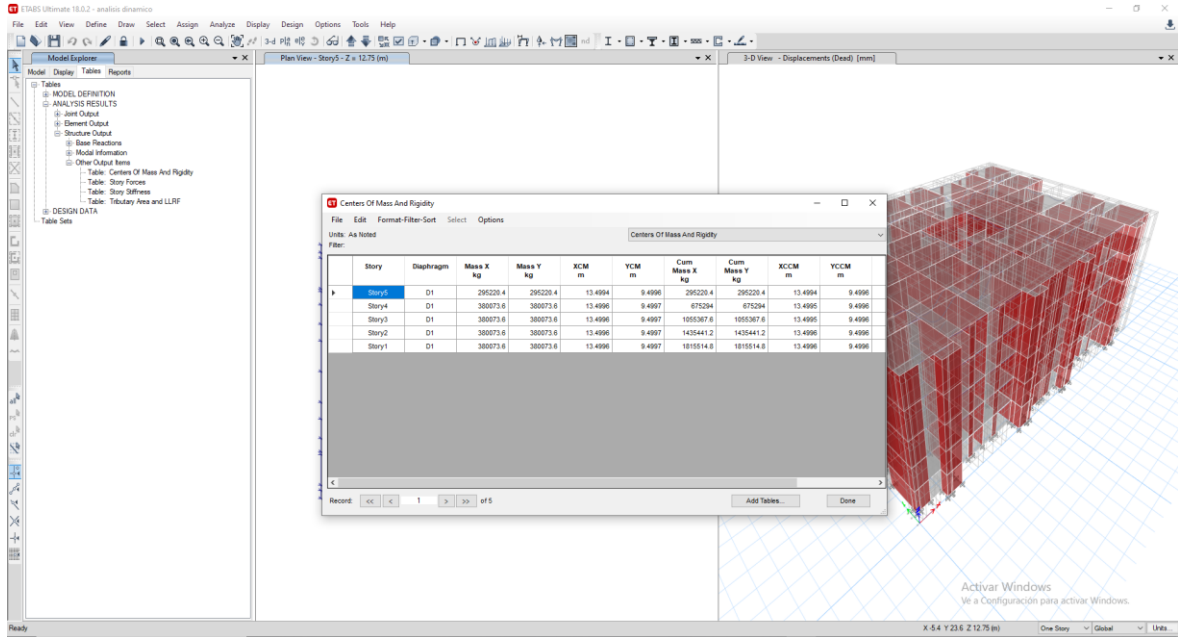 ETABS Ultimate 18.0.2 - analisis dinamico
File Edit View Define Draw Select Assign Analyze Display Design Options Tools Help
Model Explorer
Plan View - Story5 - Z = 12.75 (m)
3-D View - Displacements (Dead) [mm]
Model Display Tables Reports
Tables
MODEL DEFINITION
ANALYSIS RESULTS
Joint Output
Element Output
Structure Output
Base Reactions
Modal Information
Other Output Items
Table: Centers Of Mass And Rigidity
Table: Story Forces
Table: Story Stiffness
Table: Tributary Area and LLRF
DESIGN DATA
Table Sets
Centers Of Mass And Rigidity
File Edit Format-Filter-Sort Select Options
Units: As Noted
Centers Of Mass And Rigidity
Filter:
Story Diaphragm Mass X kg Mass Y kg XCM m YCM m Cum Mass X kg Cum Mass Y kg XCCM m YCCM m
Story5 D1 295220.4 295220.4 13.4994 9.4996 295220.4 295220.4 13.4994 9.4996
Story4 D1 380073.6 380073.6 13.4996 9.4997 675294 675294 13.4995 9.4996
Story3 D1 380073.6 380073.6 13.4996 9.4997 1055367.6 1055367.6 13.4995 9.4996
Story2 D1 380073.6 380073.6 13.4996 9.4997 1435441.2 1435441.2 13.4996 9.4996
Story1 D1 380073.6 380073.6 13.4996 9.4997 1815514.8 1815514.8 13.4996 9.4996
Record: << < 1 > >> of 5
Add Tables... Done
Activar Windows
Ve a Configuración para activar Windows.
Ready
X -5.4 Y 23.6 Z 12.75 (m)
One Story
Global
Units...